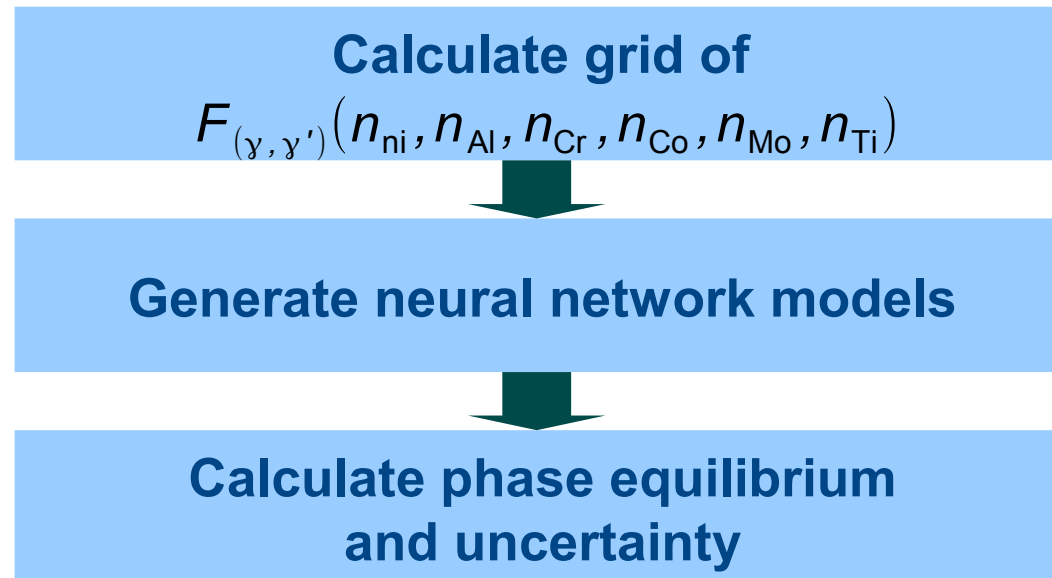 Calculate grid of
F(γ,γ')(nni,nAl,nCr,nCo,nMo,nTi)
Generate neural network models
Calculate phase equilibrium
and uncertainty